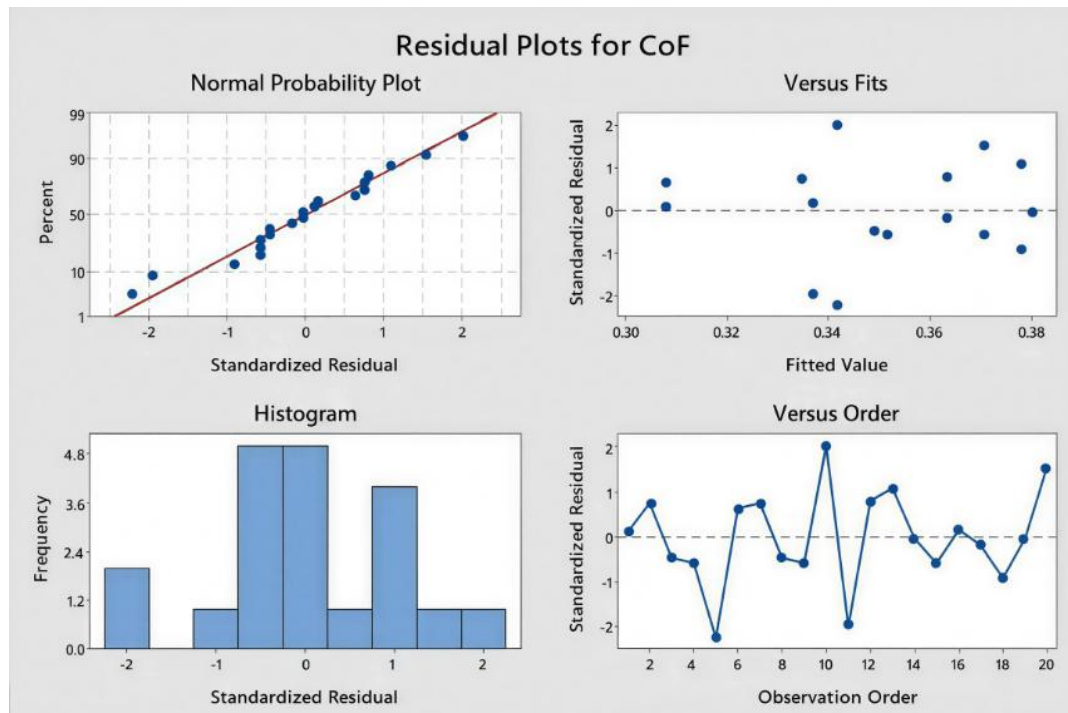 Residual Plots for CoF
Normal Probability Plot
99
90
50
10
1
Percent
-2 -1 0 1 2
Standardized Residual
Versus Fits
2
1
0
-1
-2
Standardized Residual
0.30 0.32 0.34 0.36 0.38
Fitted Value
Histogram
4.8
3.6
2.4
1.2
0.0
Frequency
-2 -1 0 1 2
Standardized Residual
Versus Order
2
1
0
-1
-2
Standardized Residual
2 4 6 8 10 12 14 16 18 20
Observation Order